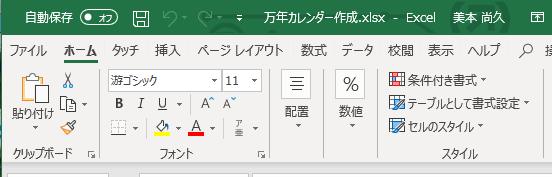 自動保存 オフ 万年カレンダー作成.xlsx - Excel 美本 尚久
ファイル ホーム タッチ 挿入 ページ レイアウト 数式 データ 校閲 表示 ヘルプ
游ゴシック 11 条件付き書式
貼り付け B I U A A 配置 % 数値 テーブルとして書式設定
A ア亜 セルのスタイル
クリップボード フォント スタイル